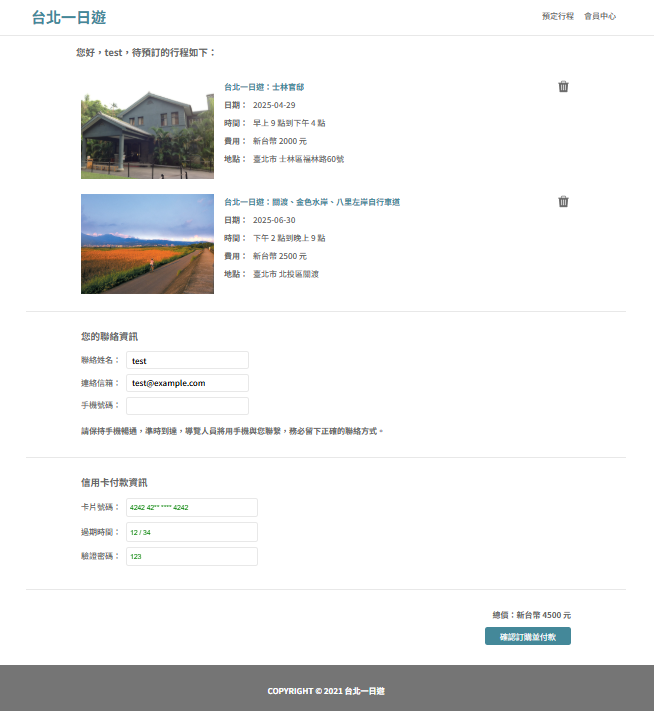 台北一日遊
預定行程 會員中心
您好，test，待預訂的行程如下：
台北一日遊：士林官邸
日期： 2025-04-29
時間： 早上 9 點到下午 4 點
費用： 新台幣 2000 元
地點： 臺北市 士林區福林路60號
台北一日遊：關渡、金色水岸、八里左岸自行車道
日期： 2025-06-30
時間： 下午 2 點到晚上 9 點
費用： 新台幣 2500 元
地點： 臺北市 北投區關渡
您的聯絡資訊
聯絡姓名： test
連絡信箱： test@example.com
手機號碼：
請保持手機暢通，準時到達，導覽人員將用手機與您聯繫，務必留下正確的聯絡方式。
信用卡付款資訊
卡片號碼： 4242 42** **** 4242
過期時間： 12 / 34
驗證密碼： 123
總價：新台幣 4500 元
確認訂購並付款
COPYRIGHT © 2021 台北一日遊